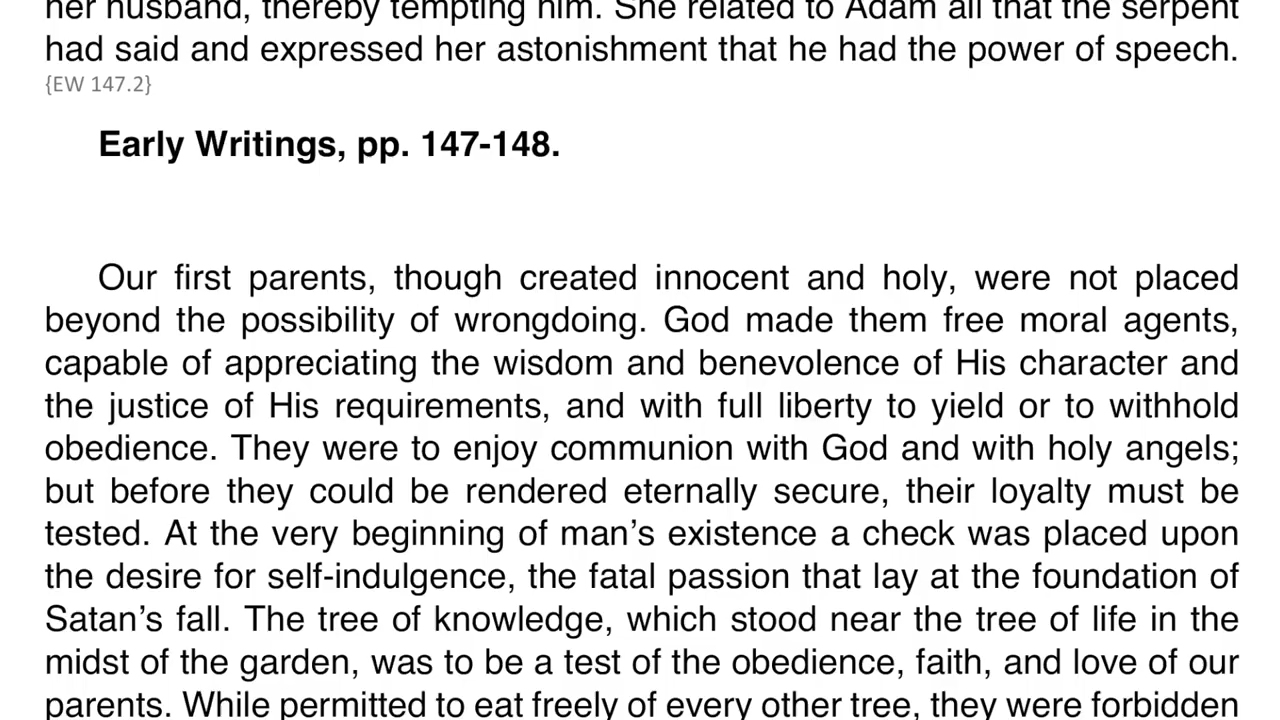 her husband, thereby tempting him. She related to Adam all that the serpent
had said and expressed her astonishment that he had the power of speech.
{EW 147.2}
Early Writings, pp. 147-148.
Our first parents, though created innocent and holy, were not placed
beyond the possibility of wrongdoing. God made them free moral agents,
capable of appreciating the wisdom and benevolence of His character and
the justice of His requirements, and with full liberty to yield or to withhold
obedience. They were to enjoy communion with God and with holy angels;
but before they could be rendered eternally secure, their loyalty must be
tested. At the very beginning of man’s existence a check was placed upon
the desire for self-indulgence, the fatal passion that lay at the foundation of
Satan’s fall. The tree of knowledge, which stood near the tree of life in the
midst of the garden, was to be a test of the obedience, faith, and love of our
parents. While permitted to eat freely of every other tree, they were forbidden